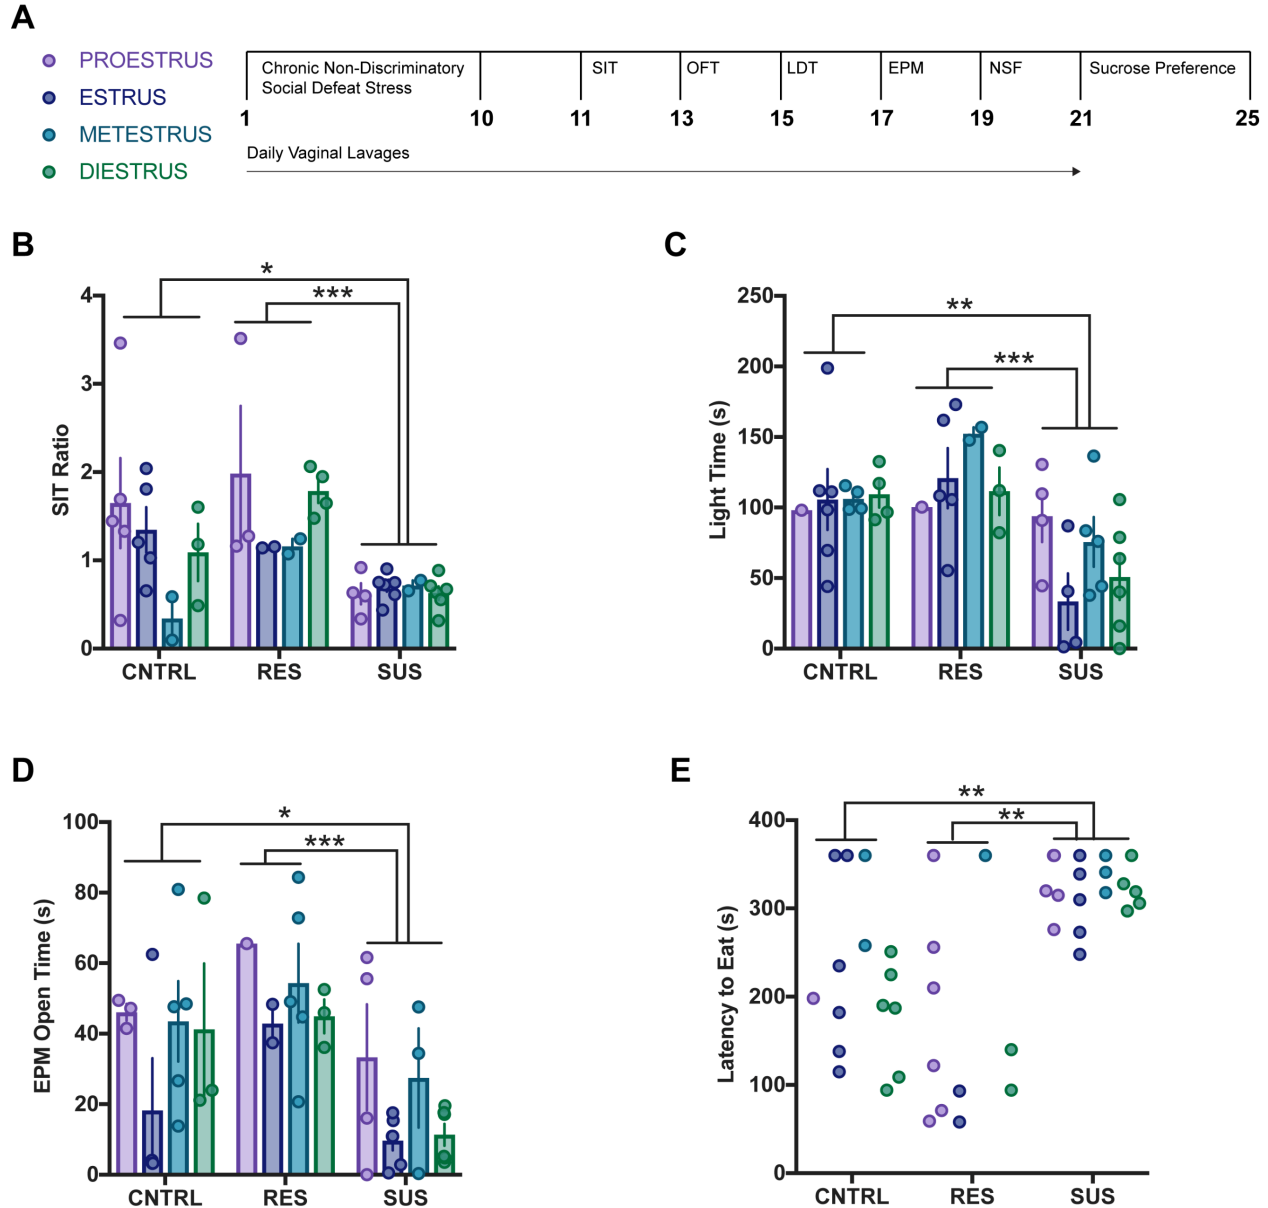 A
PROESTRUS
ESTRUS
METESTRUS
DIESTRUS
Chronic Non-Discriminatory
Social Defeat Stress
SIT
OFT
LDT
EPM
NSF
Sucrose Preference
1
10
11
13
15
17
19
21
25
Daily Vaginal Lavages
B
*
***
4
3
2
1
0
SIT Ratio
CNTRL
RES
SUS
C
**
***
250
200
150
100
50
0
Light Time (s)
CNTRL
RES
SUS
D
*
***
100
80
60
40
20
0
EPM Open Time (s)
CNTRL
RES
SUS
E
**
**
400
300
200
100
0
Latency to Eat (s)
CNTRL
RES
SUS